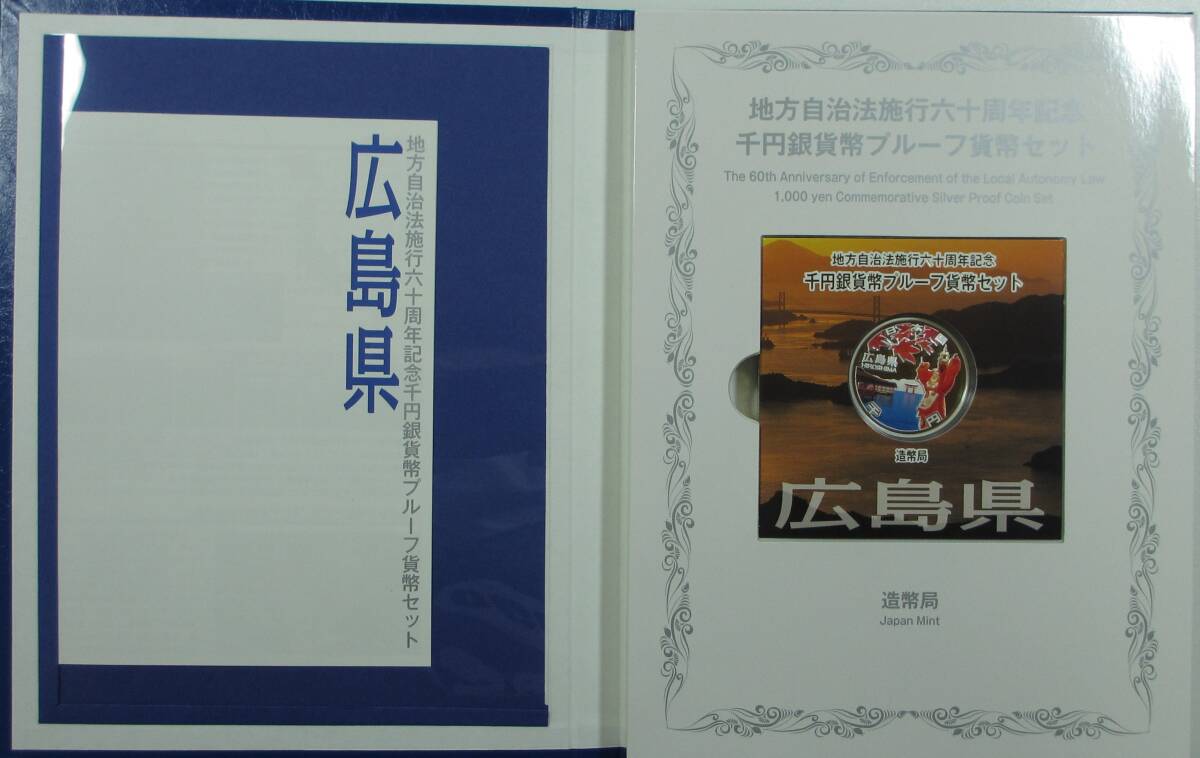 広島県
地方自治法施行六十周年記念千円銀貨幣プルーフ貨幣セット
地方自治法施行六十周年記念
千円銀貨幣プルーフ貨幣セット
The 60th Anniversary of Enforcement of the Local Autonomy Law
1,000 yen Commemorative Silver Proof Coin Set
地方自治法施行六十周年記念
千円銀貨幣プルーフ貨幣セット
日本国
広島県
千円
造幣局
広島県
造幣局
Japan Mint